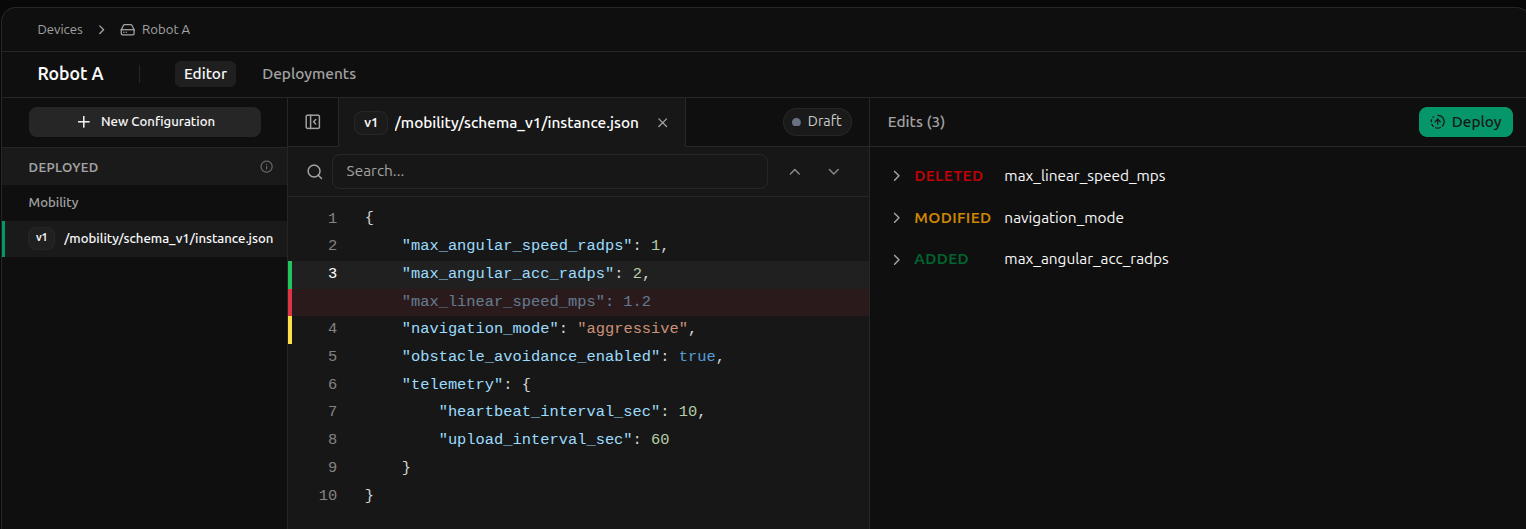 Devices > Robot A
Robot A
Editor
Deployments
+ New Configuration
DEPLOYED
Mobility
v1 /mobility/schema_v1/instance.json
v1 /mobility/schema_v1/instance.json ×
Draft
Search...
1 {
2 "max_angular_speed_radps": 1,
3 "max_angular_acc_radps": 2,
"max_linear_speed_mps": 1.2
4 "navigation_mode": "aggressive",
5 "obstacle_avoidance_enabled": true,
6 "telemetry": {
7 "heartbeat_interval_sec": 10,
8 "upload_interval_sec": 60
9 }
10 }
Edits (3)
Deploy
DELETED max_linear_speed_mps
MODIFIED navigation_mode
ADDED max_angular_acc_radps